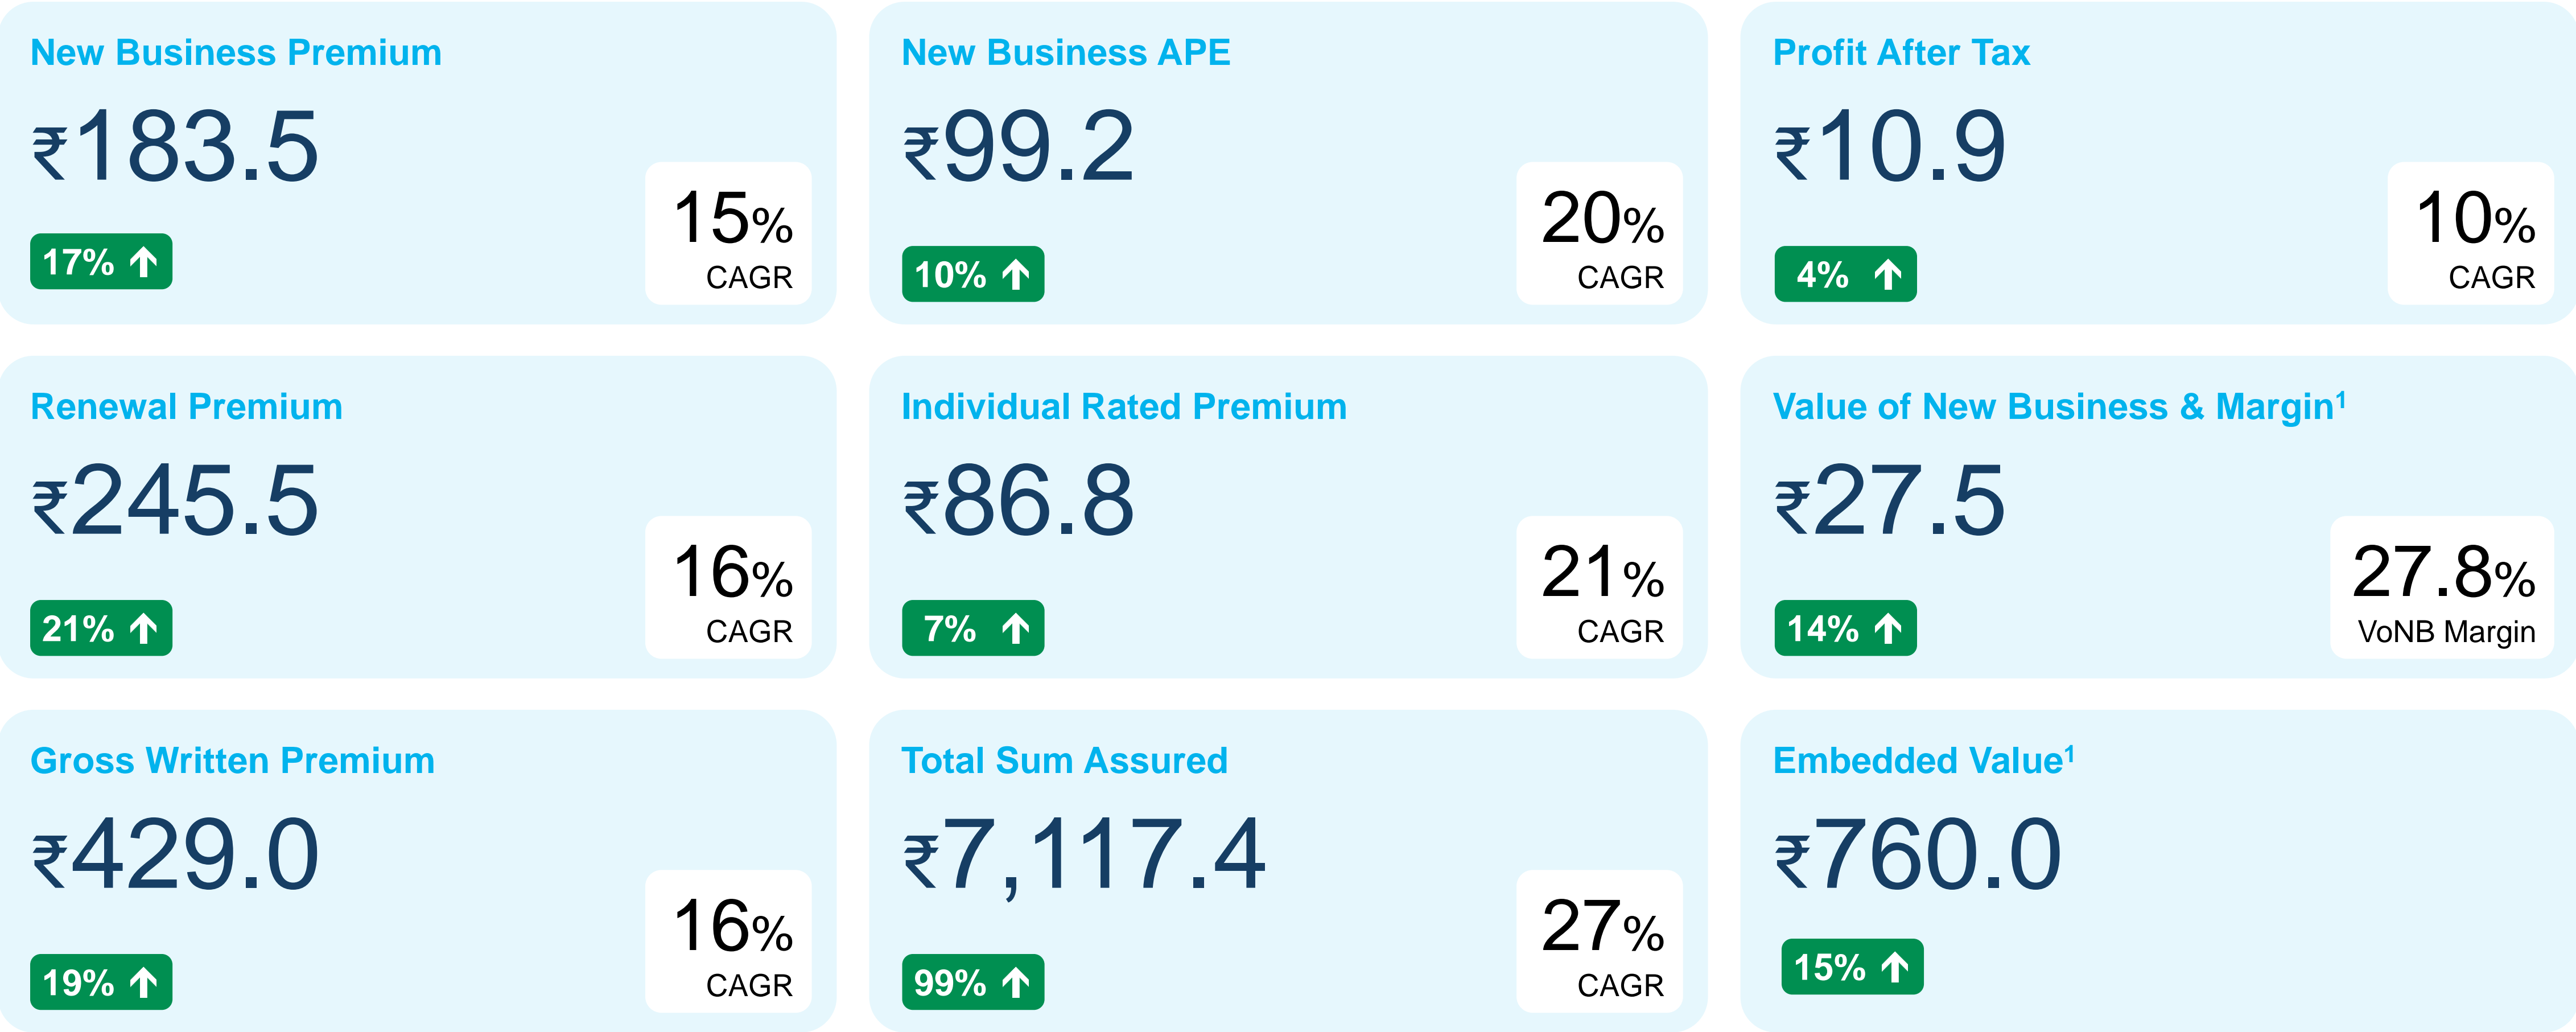 New Business Premium
₹183.5
17%
15%
CAGR
New Business APE
₹99.2
10%
20%
CAGR
Profit After Tax
₹10.9
4%
10%
CAGR
Renewal Premium
₹245.5
21%
16%
CAGR
Individual Rated Premium
₹86.8
7%
21%
CAGR
Value of New Business & Margin¹
₹27.5
14%
27.8%
VoNB Margin
Gross Written Premium
₹429.0
19%
16%
CAGR
Total Sum Assured
₹7,117.4
99%
27%
CAGR
Embedded Value¹
₹760.0
15%